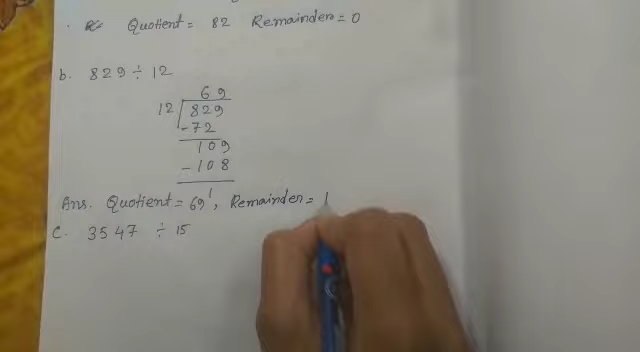 Quotient = 82 Remainder = 0
b. 829 ÷ 12
69
12 829
-72
109
-108
1
Ans. Quotient = 69, Remainder = 1
C. 3547 ÷ 15